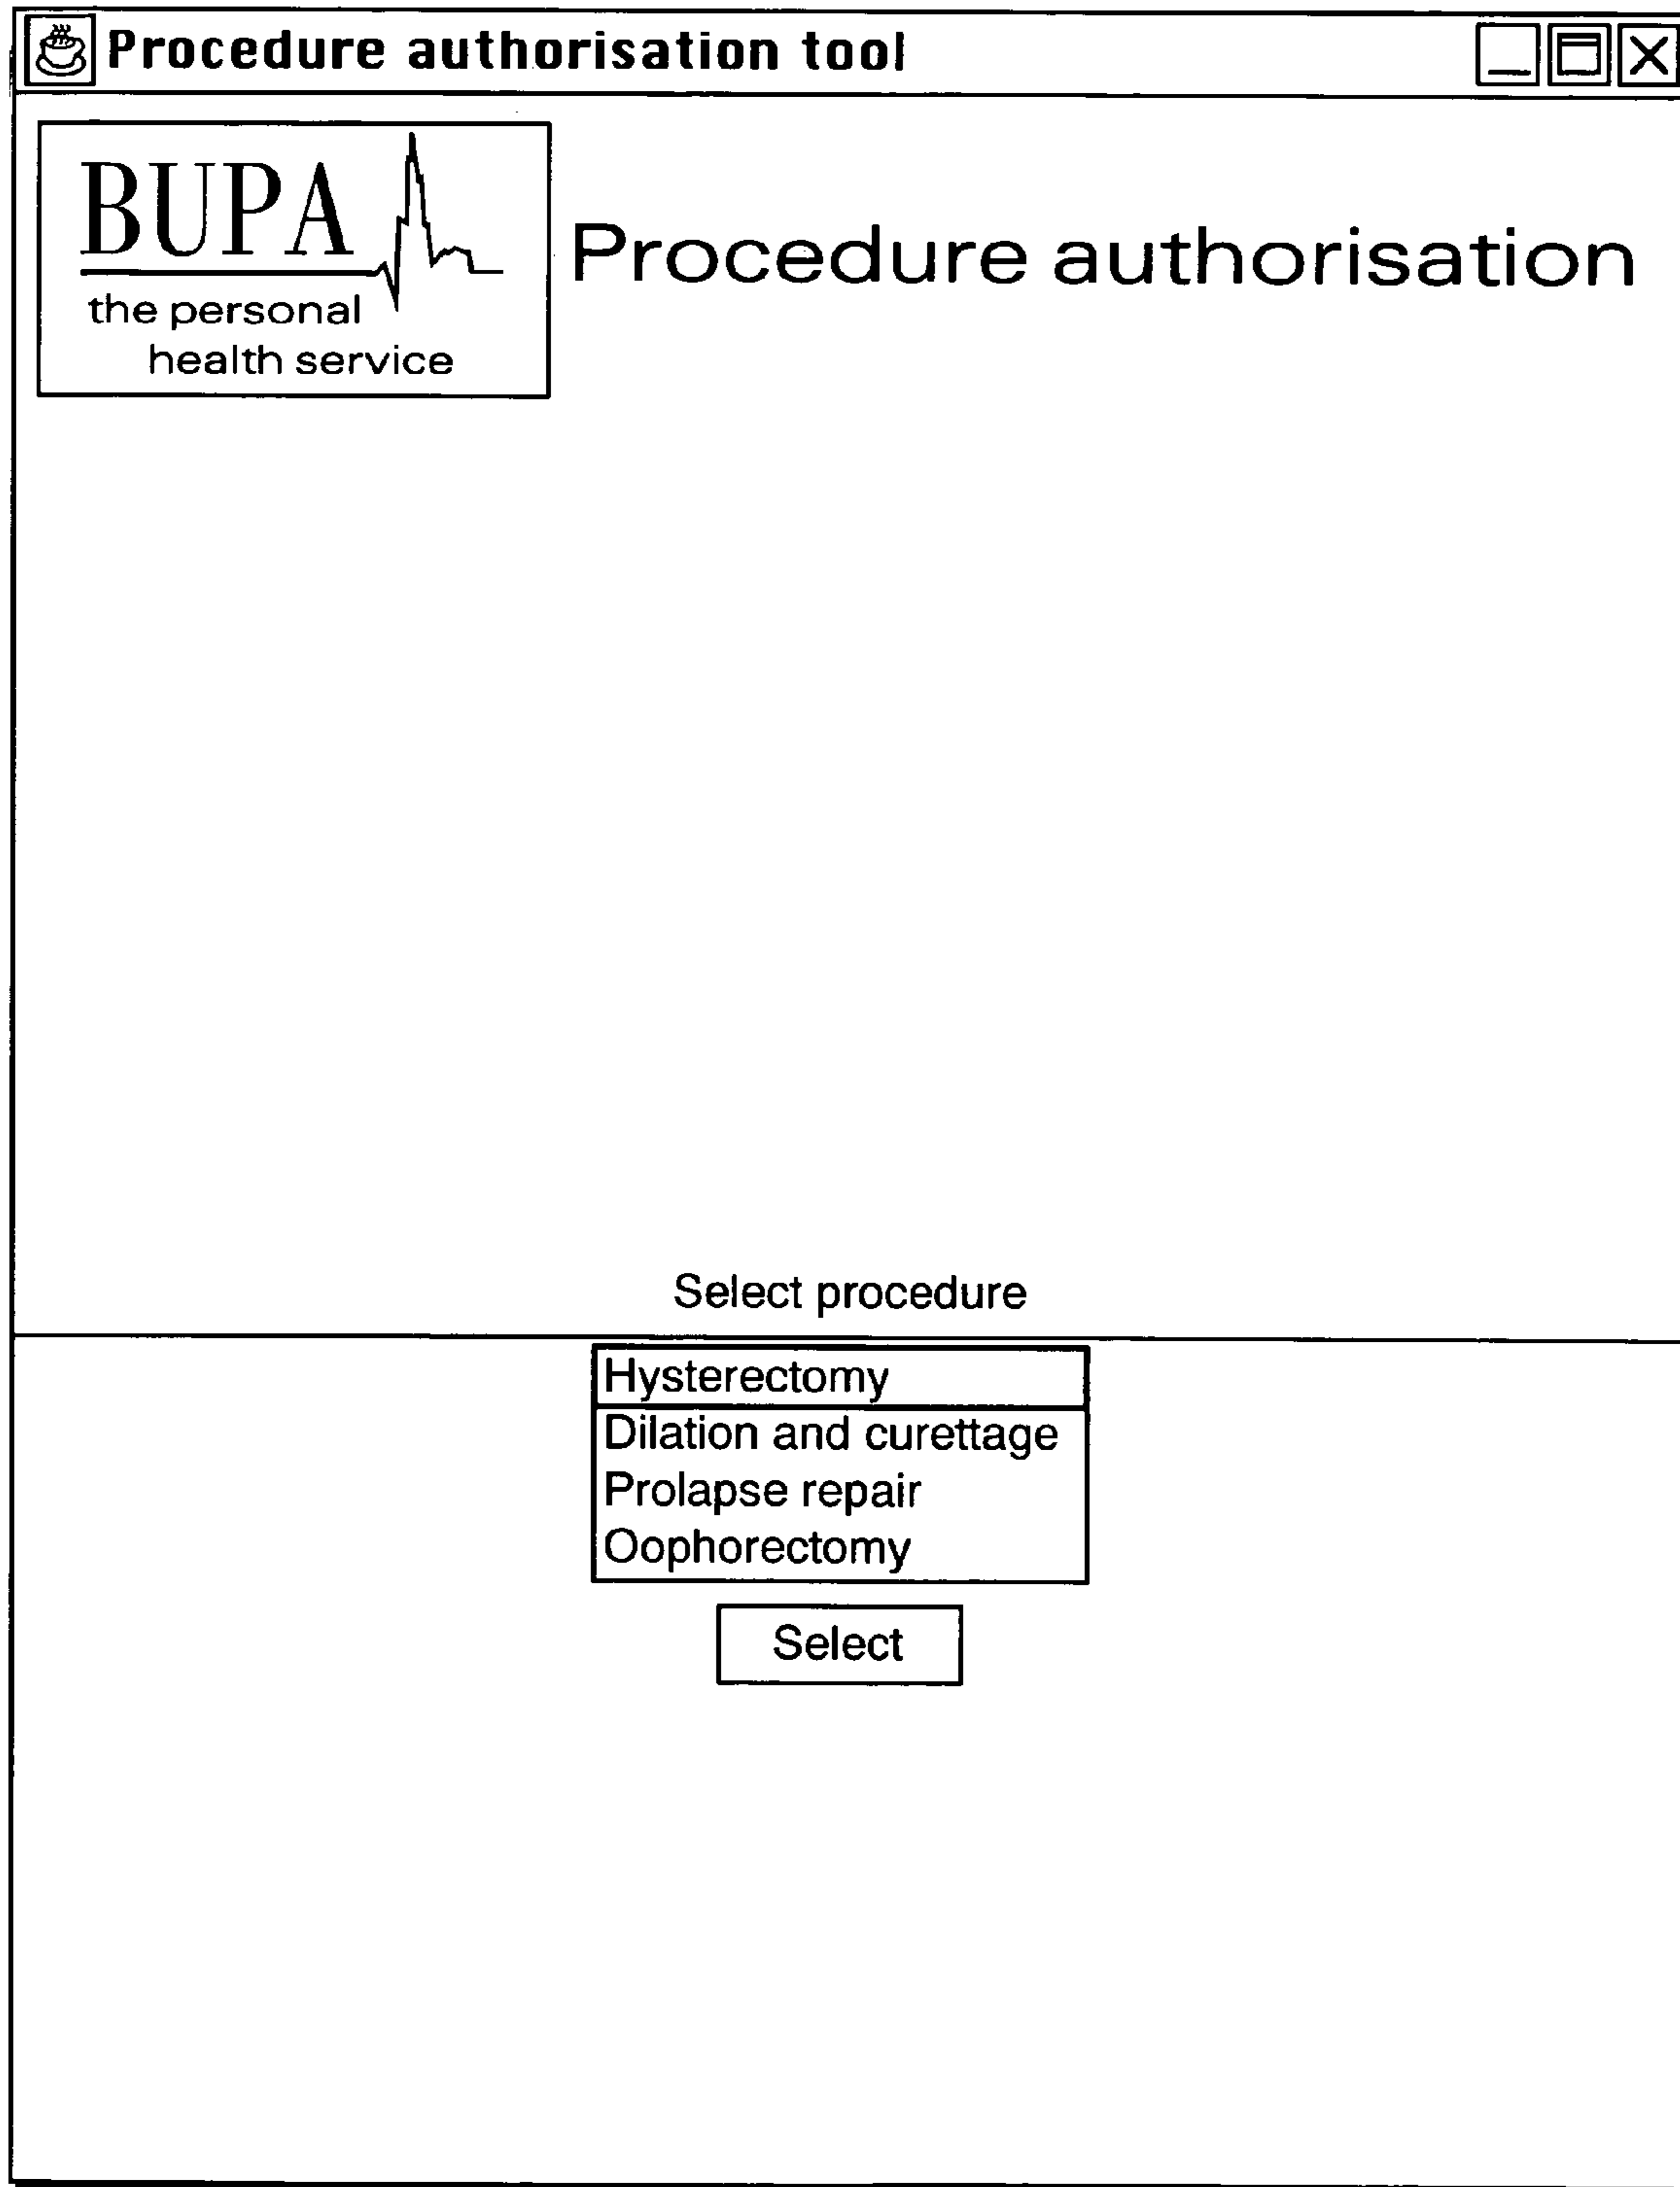 Procedure authorisation tool
BUPA
the personal
health service
Procedure authorisation
Select procedure
Hysterectomy
Dilation and curettage
Prolapse repair
Oophorectomy
Select